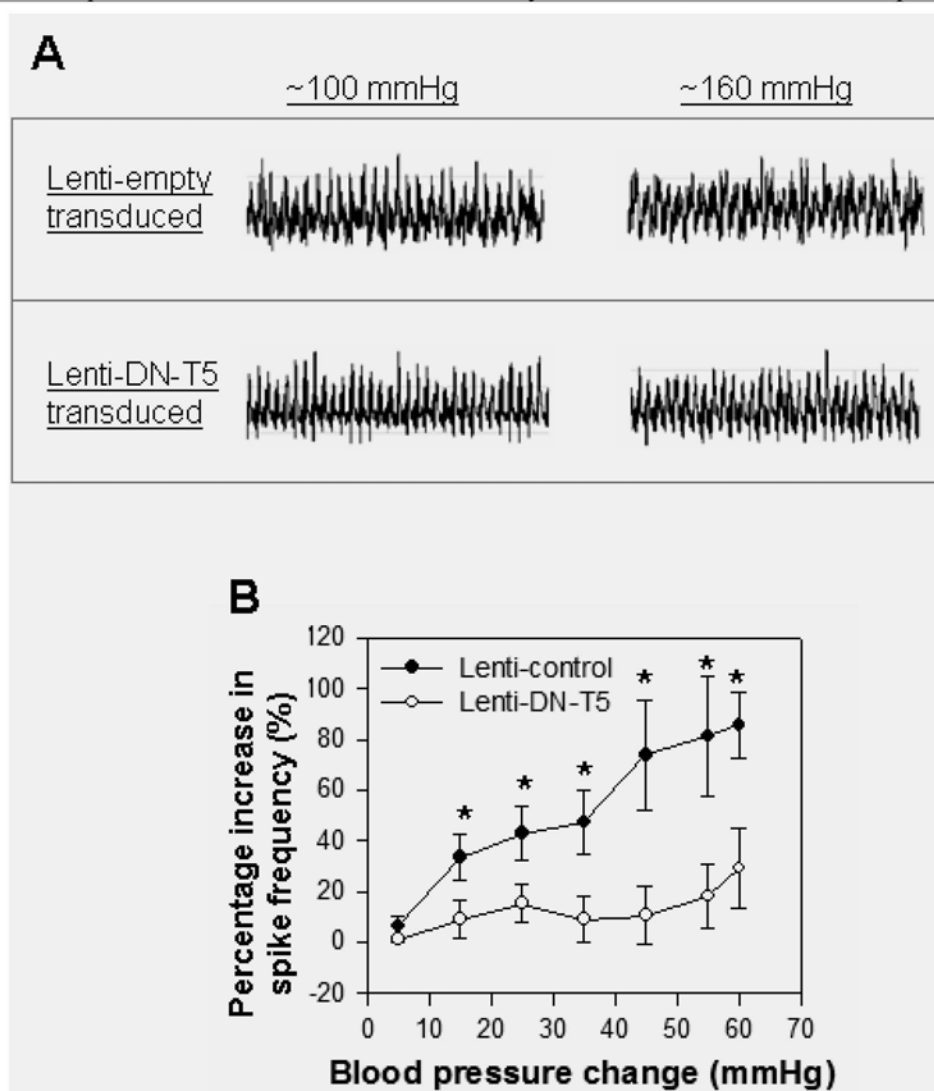 A
~100 mmHg
~160 mmHg
Lenti-empty
transduced
Lenti-DN-T5
transduced
B
Percentage increase in
spike frequency (%)
120
100
80
60
40
20
0
-20
Lenti-control
Lenti-DN-T5
* * * * * *
0 10 20 30 40 50 60 70
Blood pressure change (mmHg)